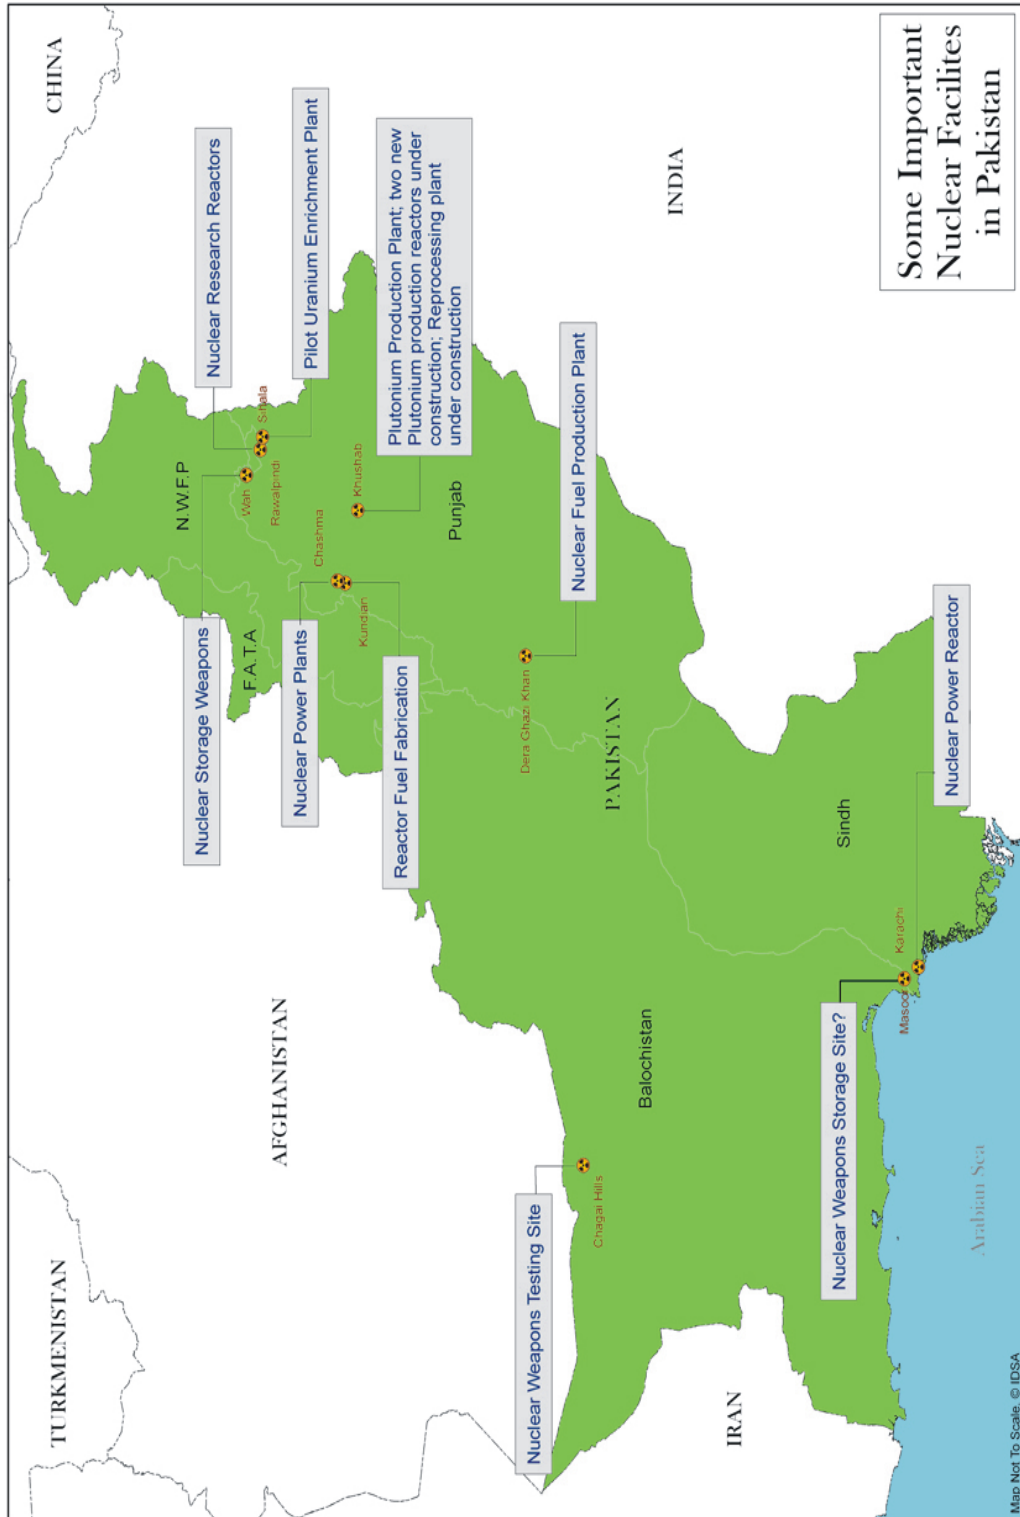 TURKMENISTAN
CHINA
AFGHANISTAN
IRAN
INDIA
PAKISTAN
Arabian Sea
N.W.F.P
F.A.T.A
Punjab
Balochistan
Sindh
Nuclear Storage Weapons
Wah
Nuclear Research Reactors
Rawalpindi
Sihala
Pilot Uranium Enrichment Plant
Nuclear Power Plants
Chashma
Kundian
Reactor Fuel Fabrication
Khushab
Plutonium Production Plant; two new
Plutonium production reactors under
construction; Reprocessing plant
under construction
Dera Ghazi Khan
Nuclear Fuel Production Plant
Nuclear Weapons Testing Site
Chagai Hills
Nuclear Weapons Storage Site?
Karachi
Nuclear Power Reactor
Some Important
Nuclear Facilites
in Pakistan
Map Not To Scale, © IDSA